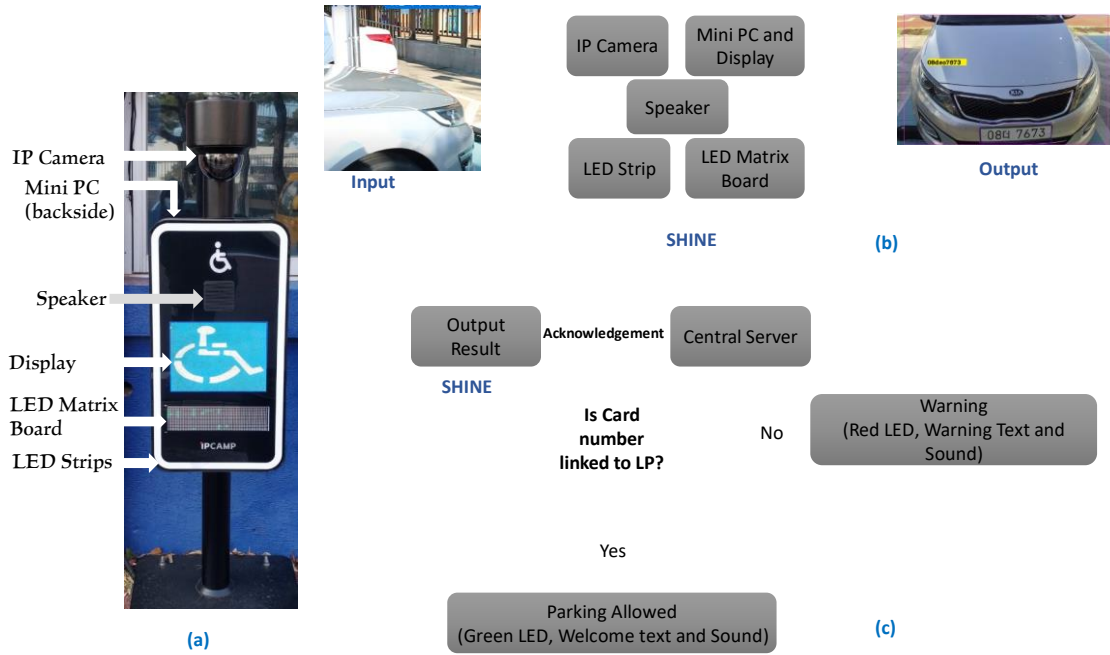 IP Camera
Mini PC
(backside)
Speaker
Display
LED Matrix
Board
LED Strips
IPCAMP
(a)
Input
IP Camera
Mini PC and
Display
Speaker
LED Strip
LED Matrix
Board
SHINE
08dao7673
08너 7673
Output
(b)
Output
Result
Acknowledgement
Central Server
SHINE
Is Card
number
linked to LP?
No
Warning
(Red LED, Warning Text and
Sound)
Yes
Parking Allowed
(Green LED, Welcome text and Sound)
(c)